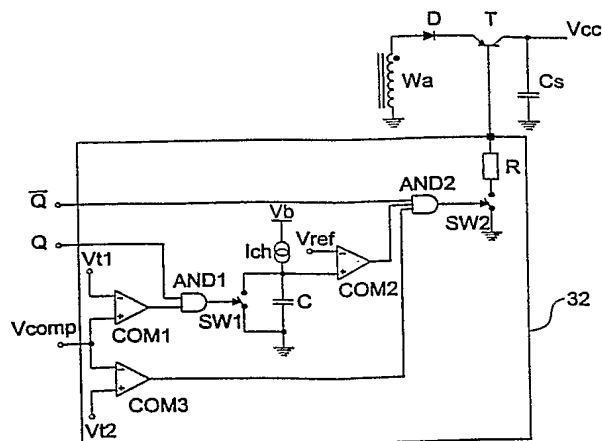 D T
Vcc
Wa
Cs
R
Q̅
AND2
Vb
SW2
Q
Ich
Vref
Vt1
AND1
COM2
C
SW1
Vcomp
COM1
32
COM3
Vt2